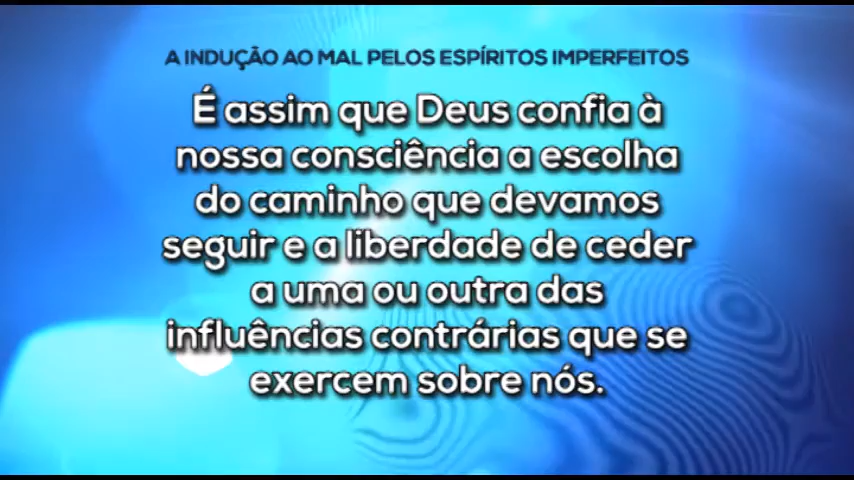 A INDUÇÃO AO MAL PELOS ESPÍRITOS IMPERFEITOS
É assim que Deus confia à
nossa consciência a escolha
do caminho que devamos
seguir e a liberdade de ceder
a uma ou outra das
influências contrárias que se
exercem sobre nós.